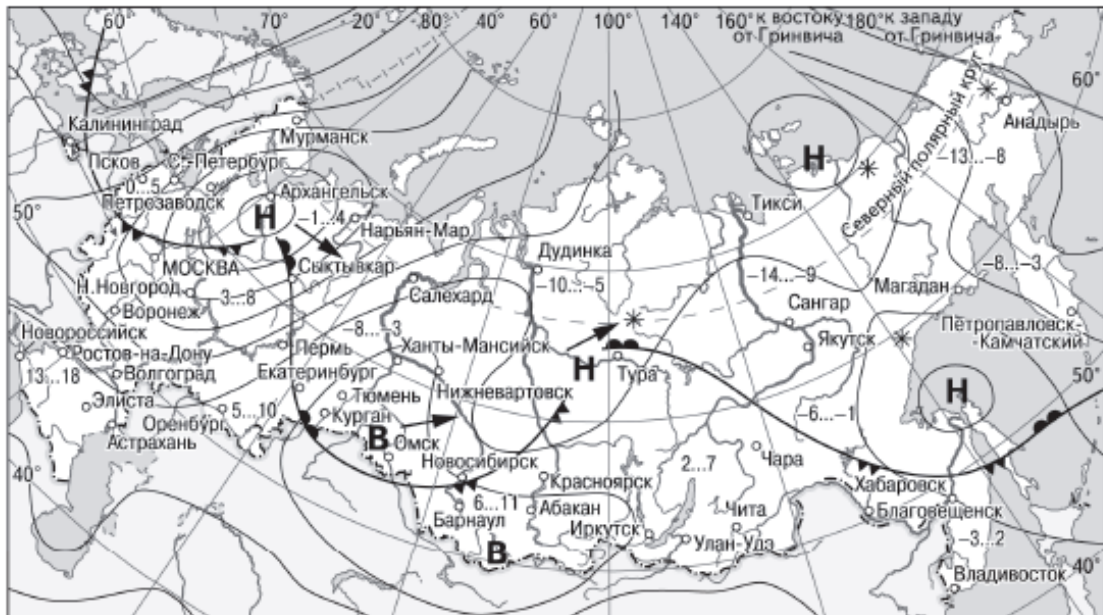 60° 70° 20° 80° 40° 60° 100° 140° 160° к востоку от Гринвича 180° к западу от Гринвича
60°
Северный полярный круг
Анадырь
−13...−8
Калининград
Мурманск
Н
Псков
С.-Петербург
0...5
Петрозаводск
Архангельск
50°
Н
−1...4
Нарьян-Мар
Тикси
Дудинка
МОСКВА
Сыктывкар
−10...−5
−14...−9
−8...−3
Н.Новгород
−3...8
Салехард
Сангар
Магадан
Воронеж
Новороссийск
−8...−3
Петропавловск-
Камчатский
Ростов-на-Дону
Пермь
Ханты-Мансийск
Якутск
13...18
Волгоград
Екатеринбург
Н
Тура
50°
Нижневартовск
Н
Элиста
Тюмень
−6...−1
Оренбург
5...10
Курган
Астрахань
В
Омск
Чара
40°
Новосибирск
2...7
Красноярск
Хабаровск
6...11
Барнаул
Абакан
Чита
Благовещенск
Иркутск
Улан-Удэ
−3...2
В
Владивосток
40°
60° 80° 100° 120° 140°